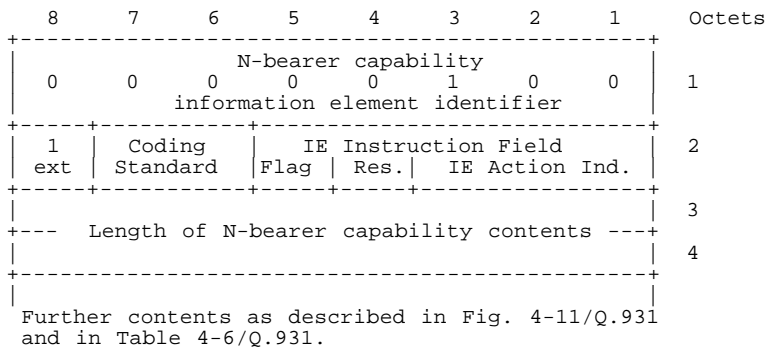 8 7 6 5 4 3 2 1 Octets
N-bearer capability
0 0 0 0 0 1 0 0 1
information element identifier
1 Coding IE Instruction Field 2
ext Standard Flag Res. IE Action Ind.
3
Length of N-bearer capability contents
4
Further contents as described in Fig. 4-11/Q.931
and in Table 4-6/Q.931.